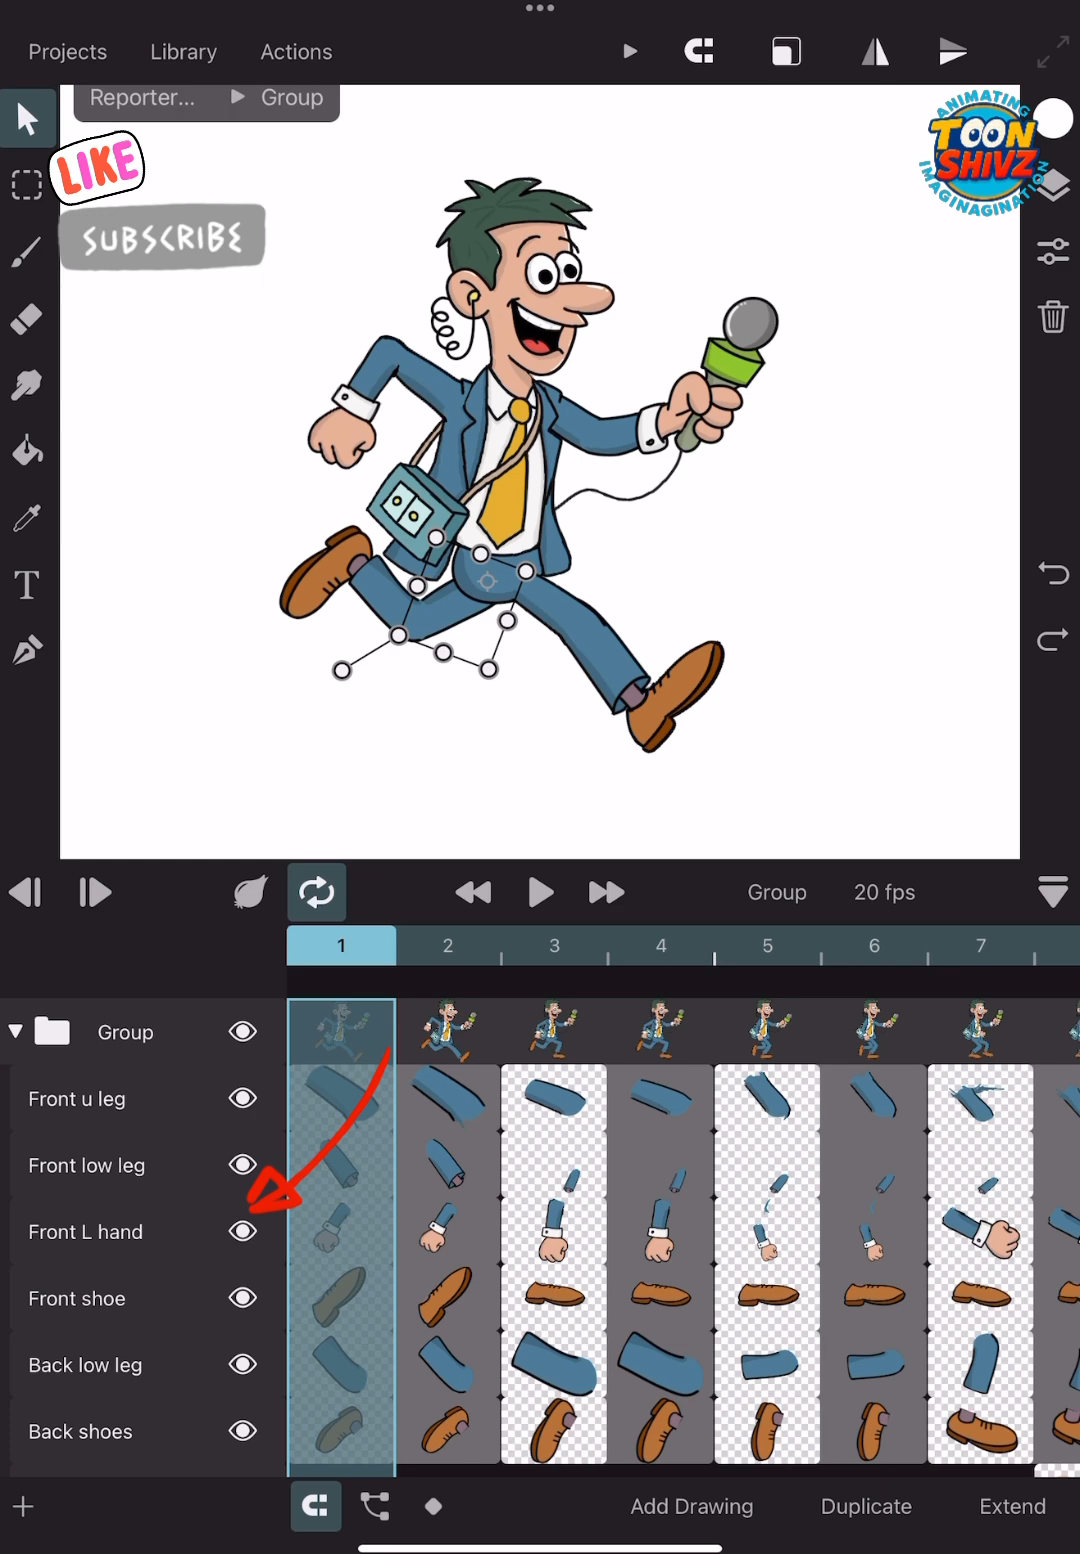 Projects
Library
Actions
Reporter...
Group
ANIMATING
TOON
SHIVZ
IMAGINAGINATION
LIKE
SUBSCRIBE
T
Group
20 fps
1 2 3 4 5 6 7
Group
Front u leg
Front low leg
Front L hand
Front shoe
Back low leg
Back shoes
Add Drawing
Duplicate
Extend